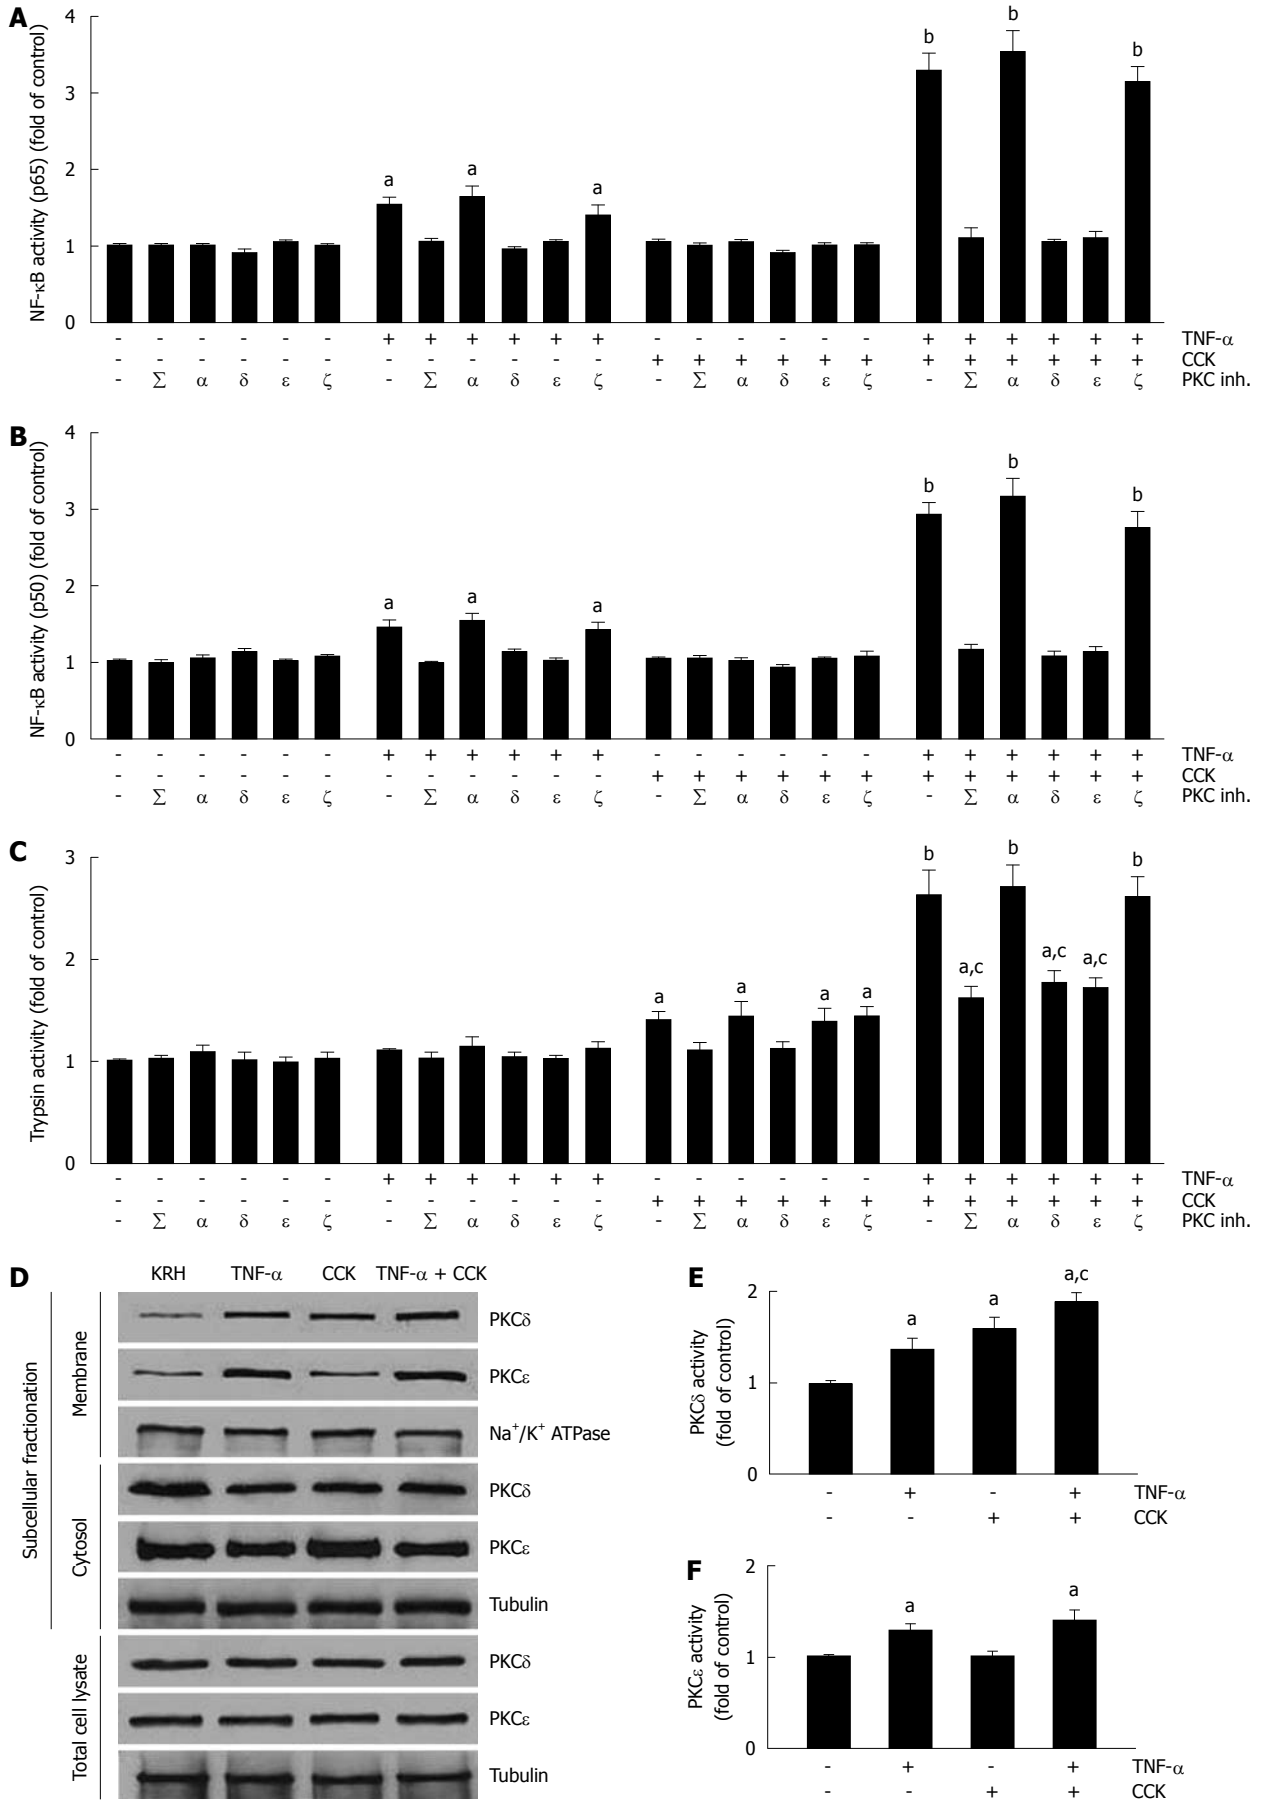 A
NF-κB activity (p65) (fold of control)
4
3
2
1
0
a a a b b b
- - - - - - + + + + + + - - - - - - + + + + + + TNF-α
- - - - - - - - - - - - + + + + + + + + + + + + CCK
- Σ α δ ε ζ - Σ α δ ε ζ - Σ α δ ε ζ - Σ α δ ε ζ PKC inh.
B
NF-κB activity (p50) (fold of control)
4
3
2
1
0
a a a b b b
- - - - - - + + + + + + - - - - - - + + + + + + TNF-α
- - - - - - - - - - - - + + + + + + + + + + + + CCK
- Σ α δ ε ζ - Σ α δ ε ζ - Σ α δ ε ζ - Σ α δ ε ζ PKC inh.
C
Trypsin activity (fold of control)
3
2
1
0
a a a a b a,c b a,c a,c b
- - - - - - + + + + + + - - - - - - + + + + + + TNF-α
- - - - - - - - - - - - + + + + + + + + + + + + CCK
- Σ α δ ε ζ - Σ α δ ε ζ - Σ α δ ε ζ - Σ α δ ε ζ PKC inh.
D
KRH TNF-α CCK TNF-α + CCK
Subcellular fractionation
Membrane
PKCδ
PKCε
Na⁺/K⁺ ATPase
Cytosol
PKCδ
PKCε
Tubulin
Total cell lysate
PKCδ
PKCε
Tubulin
E
PKCδ activity
(fold of control)
2
1
0
a a a,c
- + - + TNF-α
- - + + CCK
F
PKCε activity
(fold of control)
2
1
0
a a
- + - + TNF-α
- - + + CCK